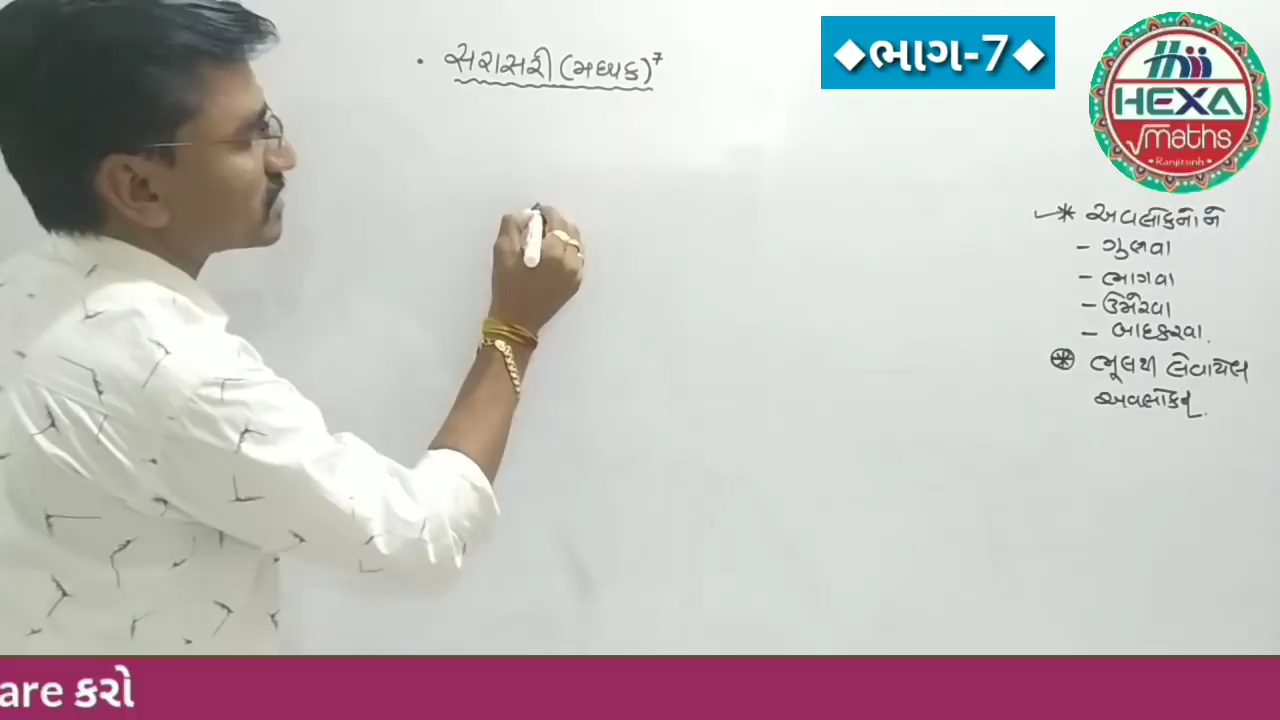 • સરાસરી (મધ્યક) 7
◆ભાગ-7◆
HEXA
√maths
• Ranjitsinh •
* અવલોકનોને
- ગુણવા
- ભાગવા
- ઉમેરવા
- બાદકરવા.
⊛ ભૂલથી લેવાયેલ
અવલોકન.
are કરો